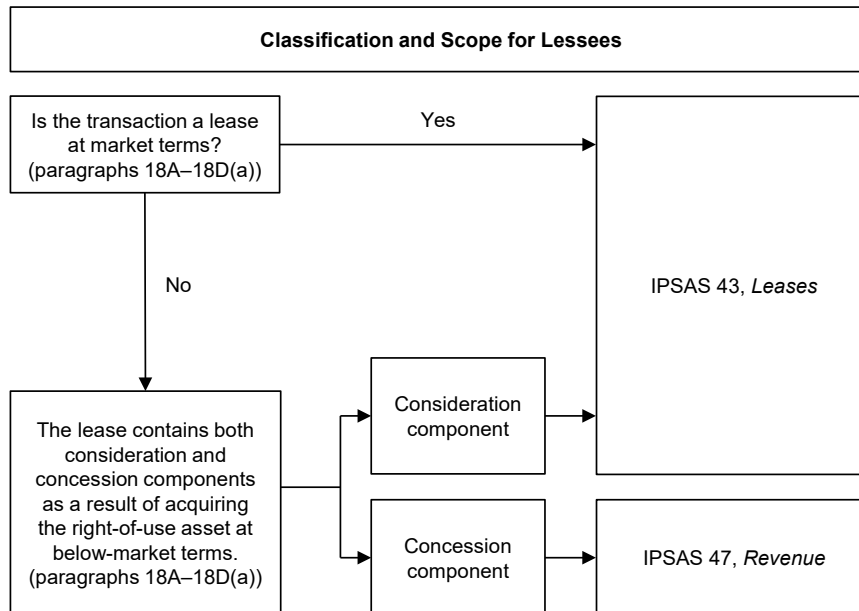 Classification and Scope for Lessees
Is the transaction a lease
at market terms?
(paragraphs 18A–18D(a))
Yes
No
IPSAS 43, Leases
The lease contains both
consideration and
concession components
as a result of acquiring
the right-of-use asset at
below-market terms.
(paragraphs 18A–18D(a))
Consideration
component
Concession
component
IPSAS 47, Revenue